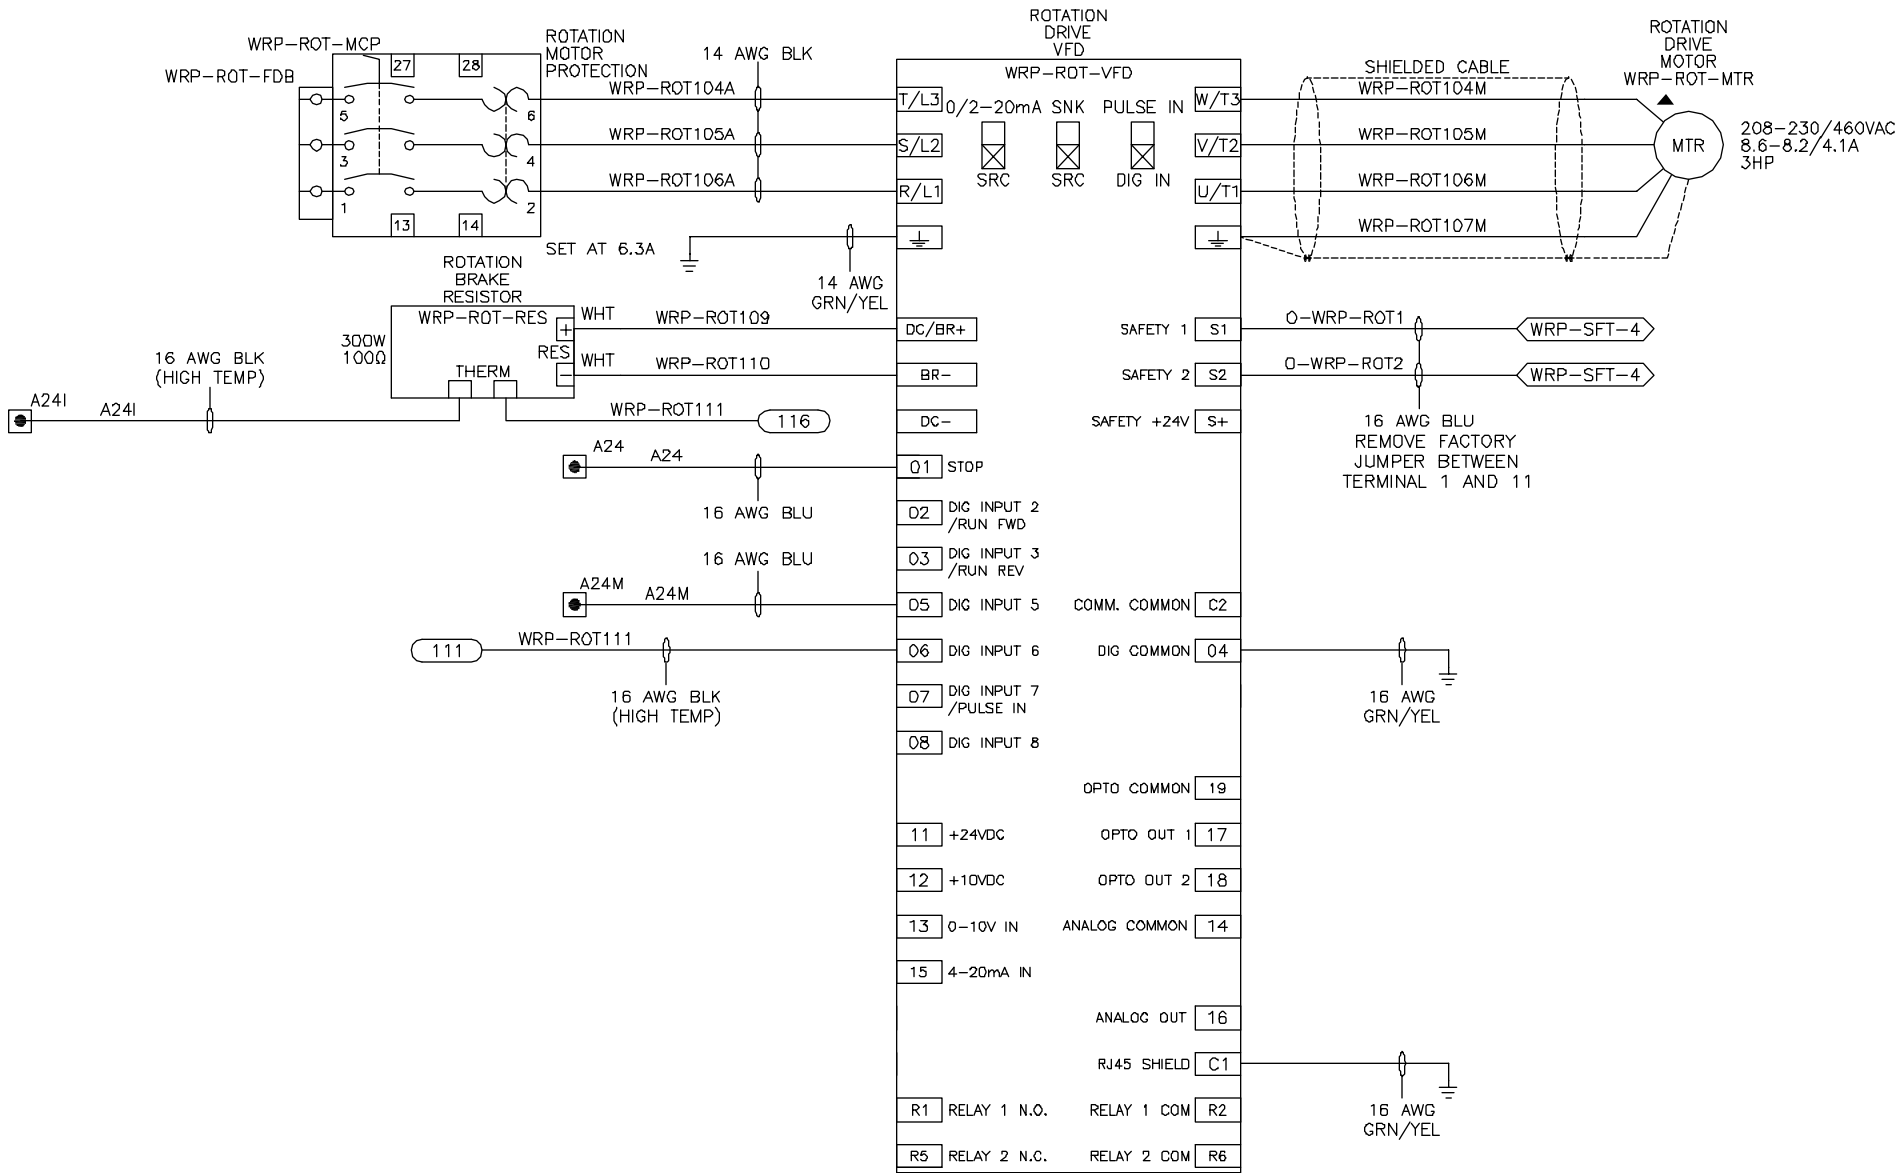 ROTATION
DRIVE
VFD
WRP-ROT-VFD
ROTATION
DRIVE
MOTOR
WRP-ROT-MTR
WRP-ROT-MCP
WRP-ROT-FDB
27
28
ROTATION
MOTOR
PROTECTION
14 AWG BLK
5
6
WRP-ROT104A
T/L3
3
4
WRP-ROT105A
S/L2
1
2
WRP-ROT106A
R/L1
13
14
SET AT 6.3A
14 AWG
GRN/YEL
0/2-20mA
SRC
SNK
SRC
PULSE IN
DIG IN
W/T3
V/T2
U/T1
SHIELDED CABLE
WRP-ROT104M
WRP-ROT105M
WRP-ROT106M
WRP-ROT107M
MTR
208-230/460VAC
8.6-8.2/4.1A
3HP
ROTATION
BRAKE
RESISTOR
WRP-ROT-RES
300W
100Ω
RES
THERM
+
-
WHT
WRP-ROT109
DC/BR+
WHT
WRP-ROT110
BR-
16 AWG BLK
(HIGH TEMP)
A24I
A24I
WRP-ROT111
116
DC-
SAFETY 1
S1
O-WRP-ROT1
WRP-SFT-4
SAFETY 2
S2
O-WRP-ROT2
WRP-SFT-4
SAFETY +24V
S+
16 AWG BLU
REMOVE FACTORY
JUMPER BETWEEN
TERMINAL 1 AND 11
A24
A24
16 AWG BLU
01
STOP
02
DIG INPUT 2
/RUN FWD
03
DIG INPUT 3
/RUN REV
16 AWG BLU
A24M
A24M
05
DIG INPUT 5
COMM. COMMON
C2
111
WRP-ROT111
16 AWG BLK
(HIGH TEMP)
06
DIG INPUT 6
DIG COMMON
04
16 AWG
GRN/YEL
07
DIG INPUT 7
/PULSE IN
08
DIG INPUT 8
OPTO COMMON
19
11
+24VDC
OPTO OUT 1
17
12
+10VDC
OPTO OUT 2
18
13
0-10V IN
ANALOG COMMON
14
15
4-20mA IN
ANALOG OUT
16
RJ45 SHIELD
C1
16 AWG
GRN/YEL
R1
RELAY 1 N.O.
RELAY 1 COM
R2
R5
RELAY 2 N.C.
RELAY 2 COM
R6